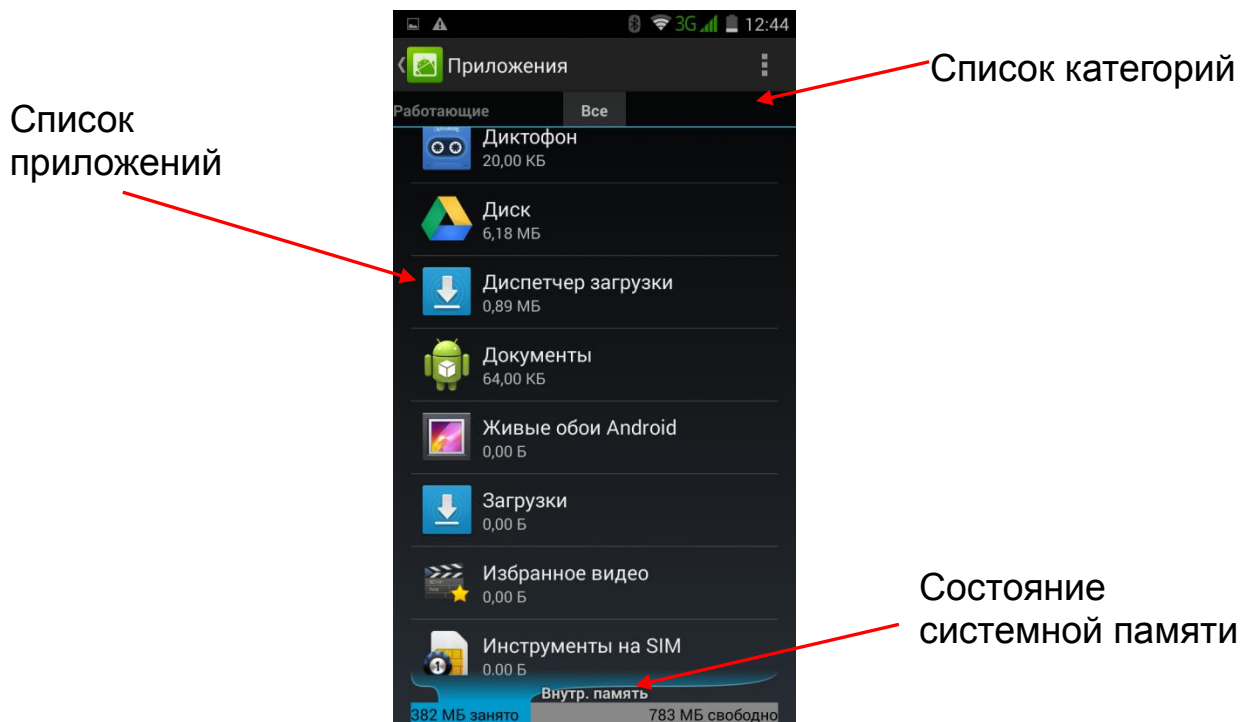 3G 12:44
Приложения
Список категорий
Работающие Все
Список
приложений
Диктофон
20,00 КБ
Диск
6,18 МБ
Диспетчер загрузки
0,89 МБ
Документы
64,00 КБ
Живые обои Android
0,00 Б
Загрузки
0,00 Б
Избранное видео
0,00 Б
Инструменты на SIM
0.00 Б
Состояние
системной памяти
Внутр. память
382 МБ занято 783 МБ свободно